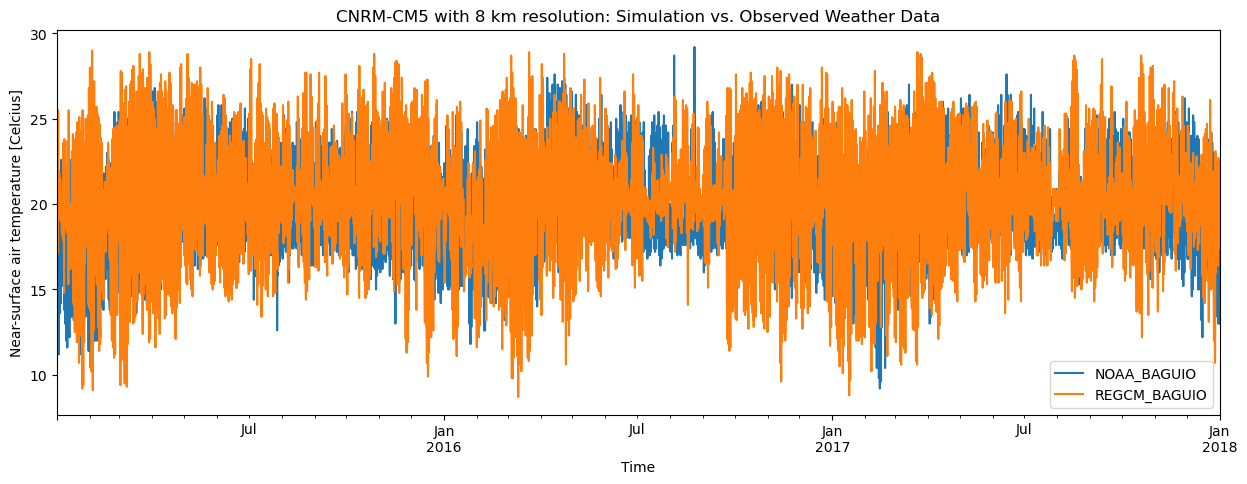 CNRM-CM5 with 8 km resolution: Simulation vs. Observed Weather Data
Near-surface air temperature [Celcius]
30
25
20
15
10
Jul
Jan
2016
Jul
Jan
2017
Jul
Jan
2018
Time
NOAA_BAGUIO
REGCM_BAGUIO